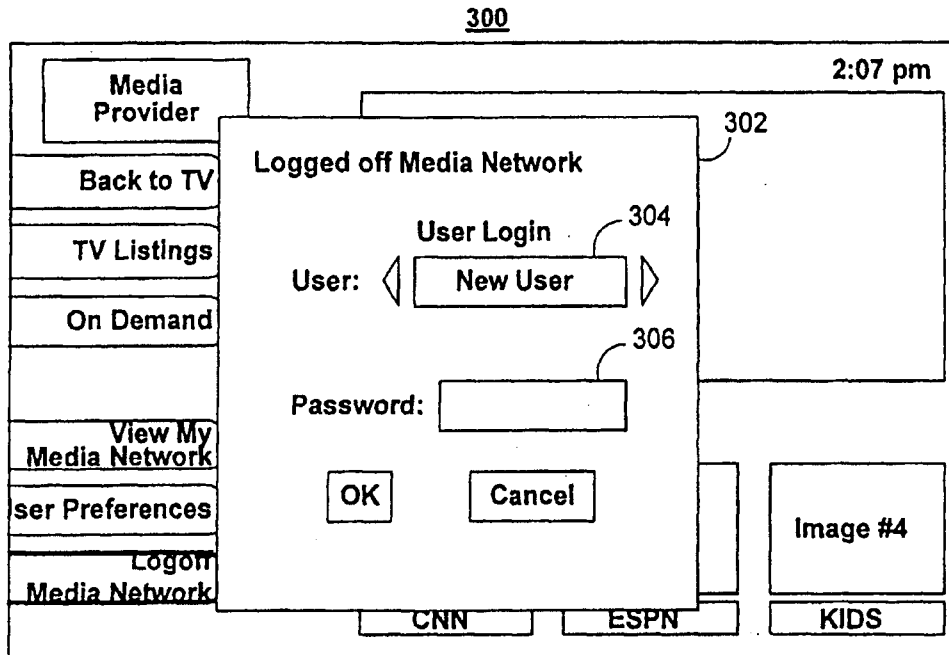 300
2:07 pm
Media
Provider
302
Logged off Media Network
Back to TV
User Login
304
TV Listings
User:
New User
On Demand
306
Password:
View My
Media Network
OK
Cancel
ser Preferences
Image #4
Logoff
Media Network
CNN
ESPN
KIDS